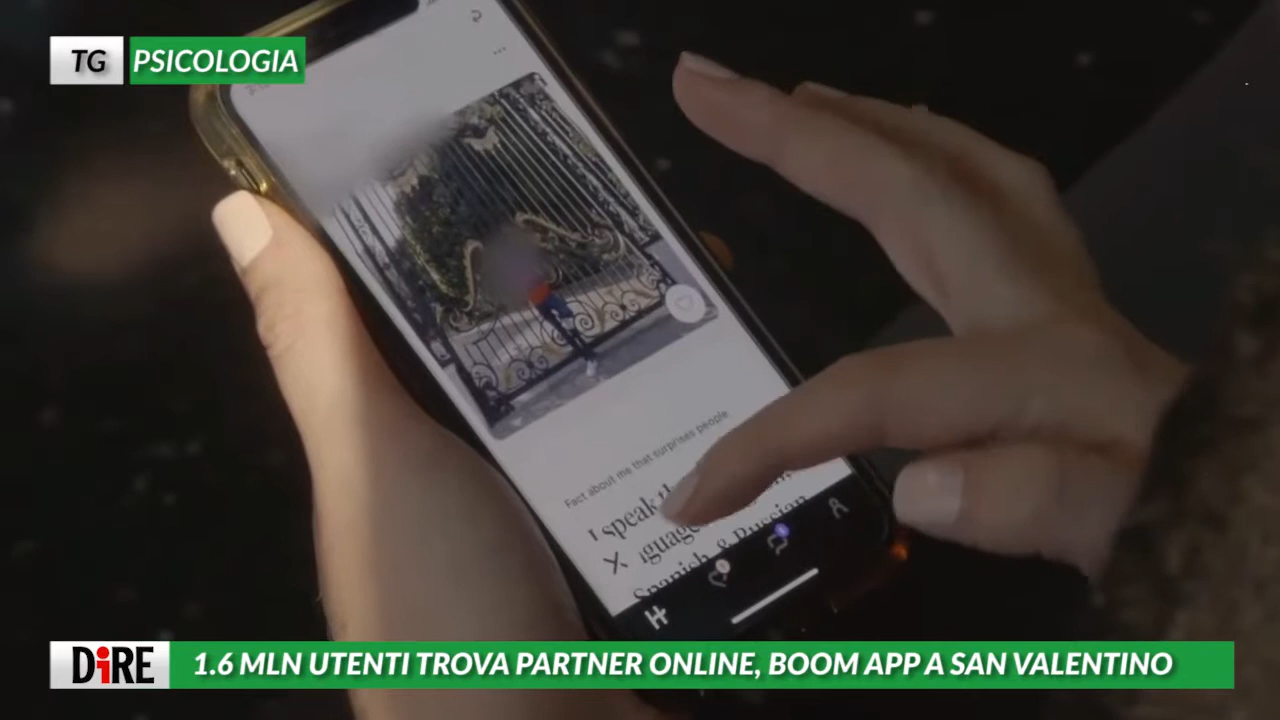 TG PSICOLOGIA
Fact about me that surprises people
I speak
Spanish & Russian
DiRE 1.6 MLN UTENTI TROVA PARTNER ONLINE, BOOM APP A SAN VALENTINO